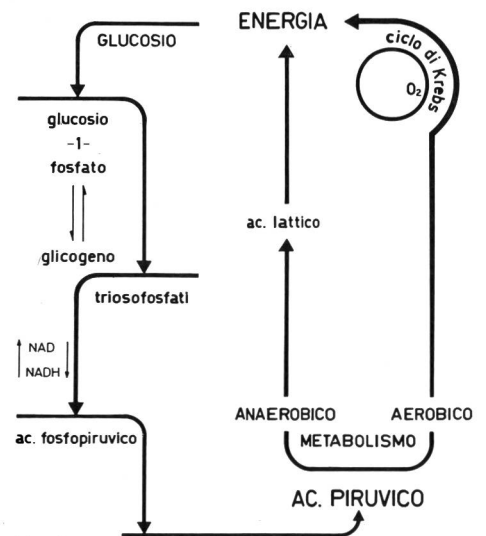 ENERGIA
GLUCOSIO
ciclo di Krebs
O₂
glucosio
-1-
fosfato
glicogeno
ac. lattico
triosofosfati
NAD
NADH
ANAEROBICO
AEROBICO
METABOLISMO
ac. fosfopiruvico
AC. PIRUVICO